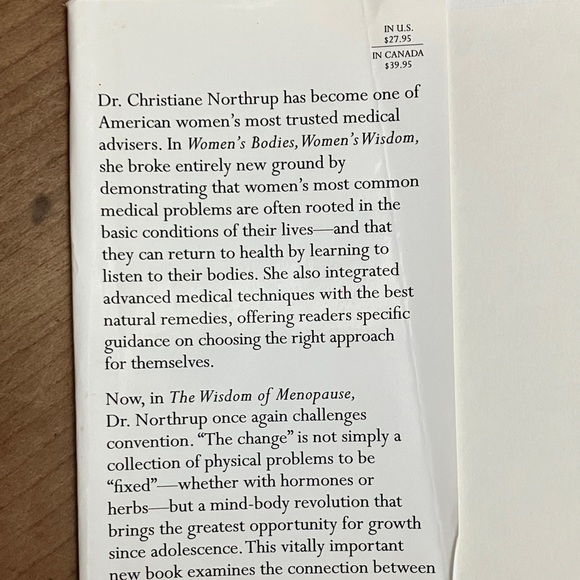 IN U.S.
$27.95
IN CANADA
$39.95
Dr. Christiane Northrup has become one of
American women's most trusted medical
advisers. In Women's Bodies, Women's Wisdom,
she broke entirely new ground by
demonstrating that women's most common
medical problems are often rooted in the
basic conditions of their lives—and that
they can return to health by learning to
listen to their bodies. She also integrated
advanced medical techniques with the best
natural remedies, offering readers specific
guidance on choosing the right approach
for themselves.
Now, in The Wisdom of Menopause,
Dr. Northrup once again challenges
convention. “The change” is not simply a
collection of physical problems to be
“fixed”—whether with hormones or
herbs—but a mind-body revolution that
brings the greatest opportunity for growth
since adolescence. This vitally important
new book examines the connection between